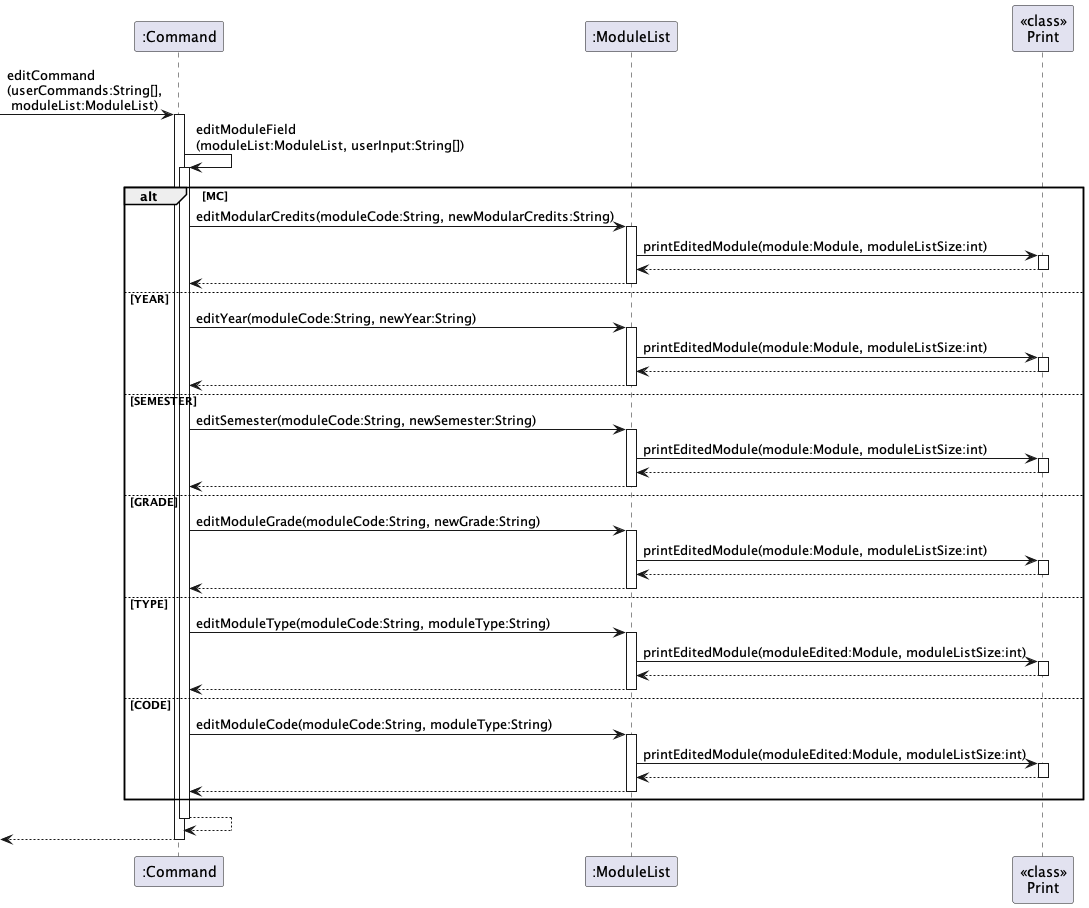 «class»
:Command
:ModuleList
Print
editCommand
(userCommands:String[],
moduleList:ModuleList)
editModuleField
(moduleList:ModuleList, userInput:String[])
alt
[MC]
editModularCredits(moduleCode:String, newModularCredits:String)
printEditedModule(module:Module, moduleListSize:int)
[YEAR]
editYear(moduleCode:String, newYear:String)
printEditedModule(module:Module, moduleListSize:int)
[SEMESTER]
editSemester(moduleCode:String, newSemester:String)
printEditedModule(module:Module, moduleListSize:int)
[GRADE]
editModuleGrade(moduleCode:String, newGrade:String)
printEditedModule(module:Module, moduleListSize:int)
[TYPE]
editModuleType(moduleCode:String, moduleType:String)
printEditedModule(moduleEdited:Module, moduleListSize:int)
[CODE]
editModuleCode(moduleCode:String, moduleType:String)
printEditedModule(moduleEdited:Module, moduleListSize:int)
:Command
:ModuleList
«class»
Print